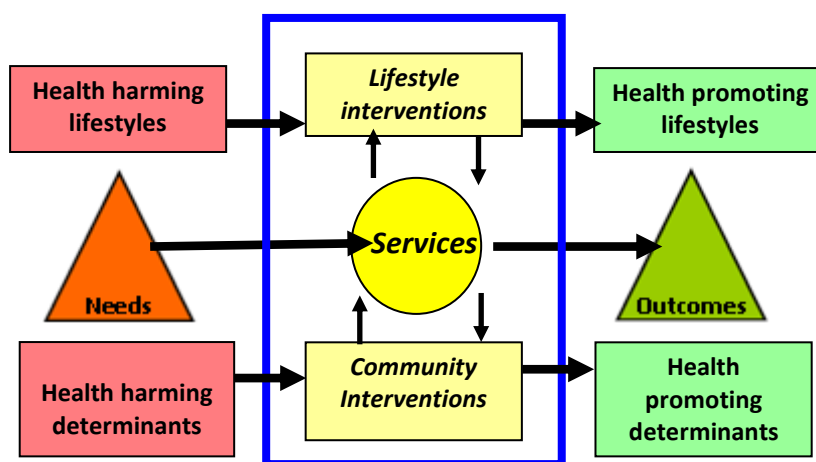 Health harming
lifestyles
Lifestyle
interventions
Health promoting
lifestyles
Needs
Services
Outcomes
Health harming
determinants
Community
Interventions
Health
promoting
determinants